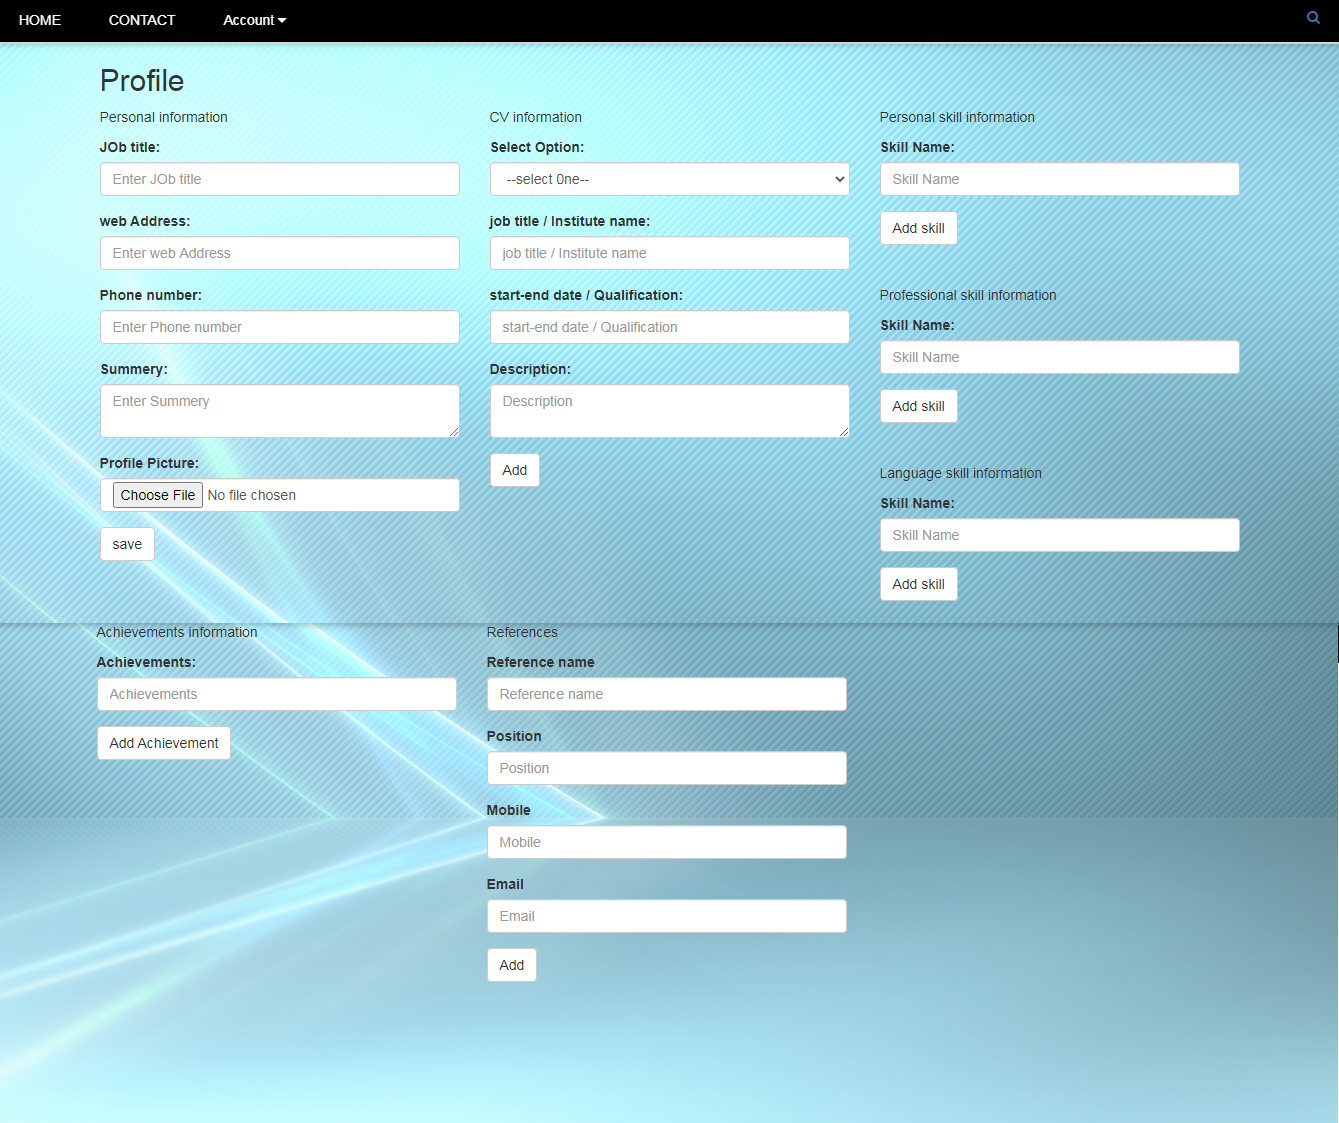 HOME CONTACT Account
Profile
Personal information
JOb title:
Enter JOb title
web Address:
Enter web Address
Phone number:
Enter Phone number
Summery:
Enter Summery
Profile Picture:
Choose File No file chosen
save
CV information
Select Option:
--select 0ne--
job title / Institute name:
job title / Institute name
start-end date / Qualification:
start-end date / Qualification
Description:
Description
Add
Personal skill information
Skill Name:
Skill Name
Add skill
Professional skill information
Skill Name:
Skill Name
Add skill
Language skill information
Skill Name:
Skill Name
Add skill
Achievements information
Achievements:
Achievements
Add Achievement
References
Reference name
Reference name
Position
Position
Mobile
Mobile
Email
Email
Add